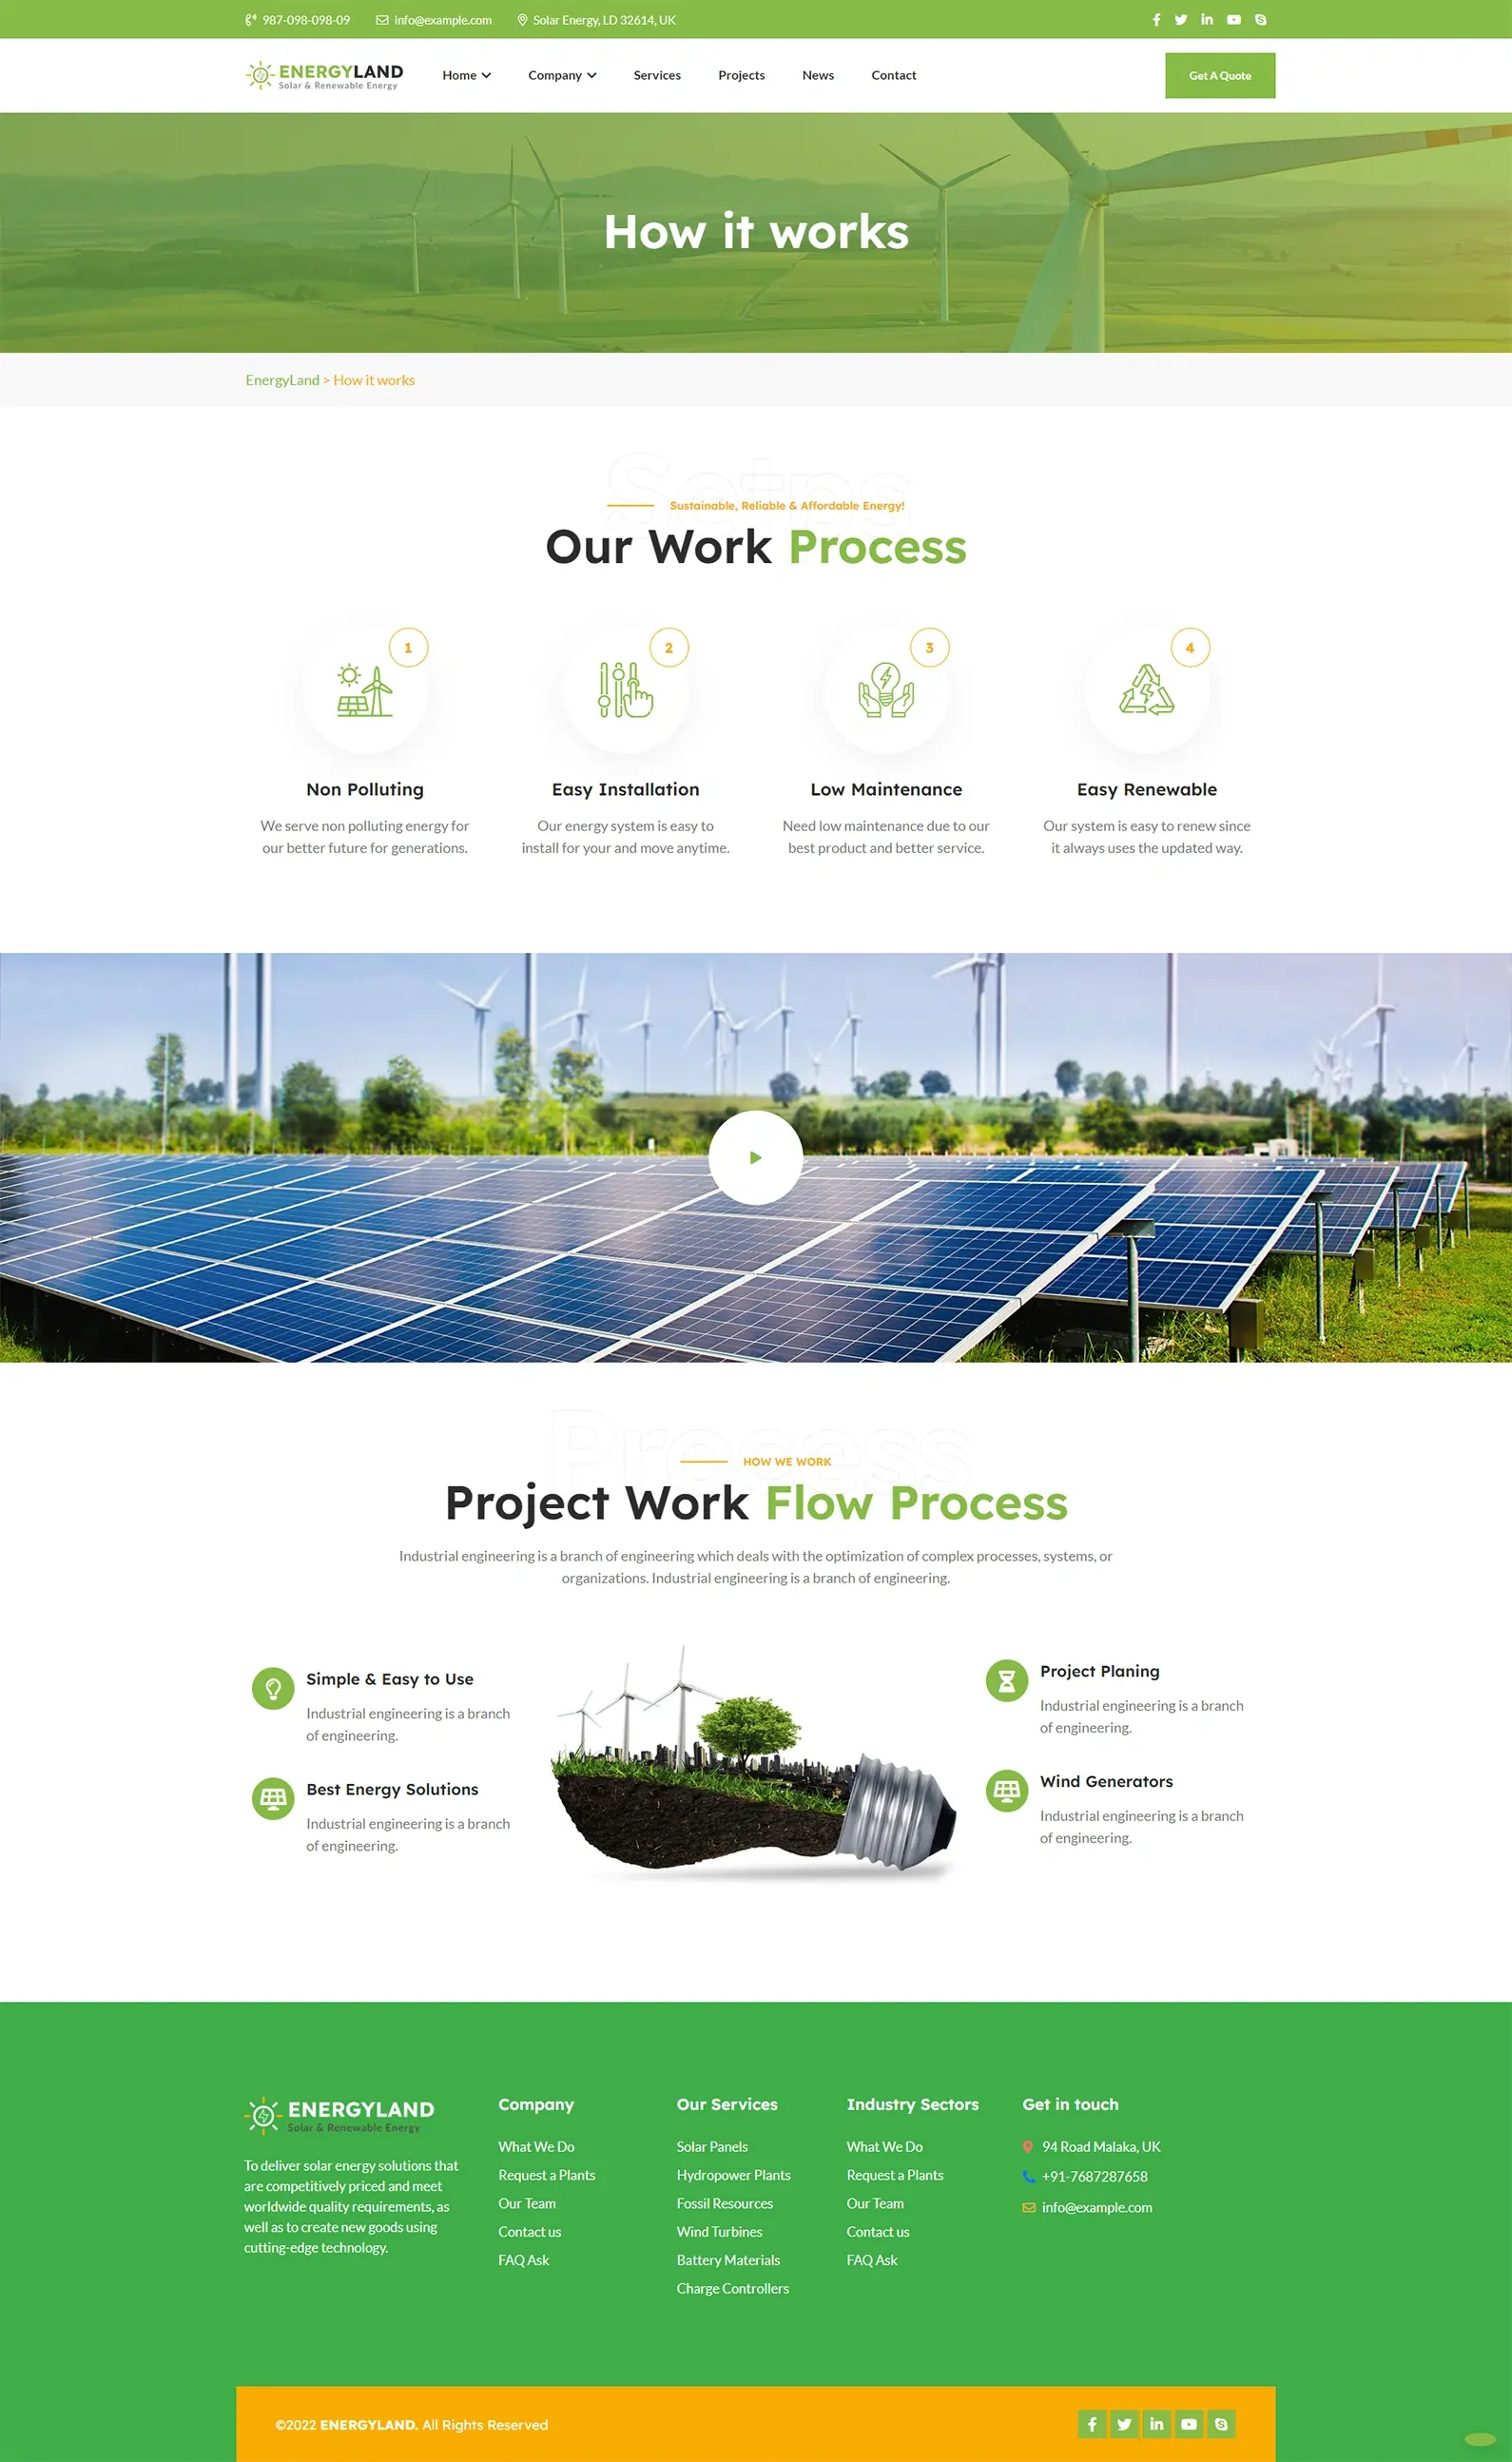 987-098-098-09 info@example.com Solar Energy, LD 32614, UK
ENERGYLAND
Solar & Renewable Energy
Home Company Services Projects News Contact
Get A Quote
How it works
EnergyLand > How it works
Setps
Sustainable, Reliable & Affordable Energy!
Our Work Process
1
Non Polluting
We serve non polluting energy for
our better future for generations.
2
Easy Installation
Our energy system is easy to
install for your and move anytime.
3
Low Maintenance
Need low maintenance due to our
best product and better service.
4
Easy Renewable
Our system is easy to renew since
it always uses the updated way.
Process
HOW WE WORK
Project Work Flow Process
Industrial engineering is a branch of engineering which deals with the optimization of complex processes, systems, or
organizations. Industrial engineering is a branch of engineering.
Simple & Easy to Use
Industrial engineering is a branch
of engineering.
Best Energy Solutions
Industrial engineering is a branch
of engineering.
Project Planing
Industrial engineering is a branch
of engineering.
Wind Generators
Industrial engineering is a branch
of engineering.
ENERGYLAND
Solar & Renewable Energy
To deliver solar energy solutions that
are competitively priced and meet
worldwide quality requirements, as
well as to create new goods using
cutting-edge technology.
Company
What We Do
Request a Plants
Our Team
Contact us
FAQ Ask
Our Services
Solar Panels
Hydropower Plants
Fossil Resources
Wind Turbines
Battery Materials
Charge Controllers
Industry Sectors
What We Do
Request a Plants
Our Team
Contact us
FAQ Ask
Get in touch
94 Road Malaka, UK
+91-7687287658
info@example.com
©2022 ENERGYLAND. All Rights Reserved